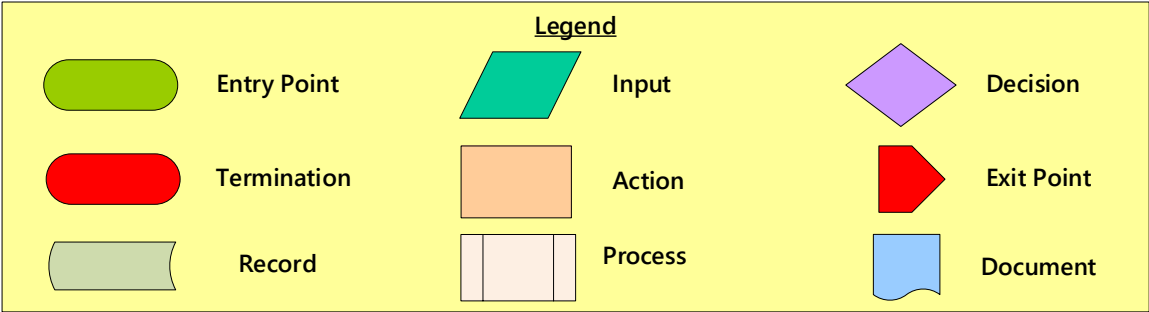 Legend
Entry Point
Input
Decision
Termination
Action
Exit Point
Record
Process
Document